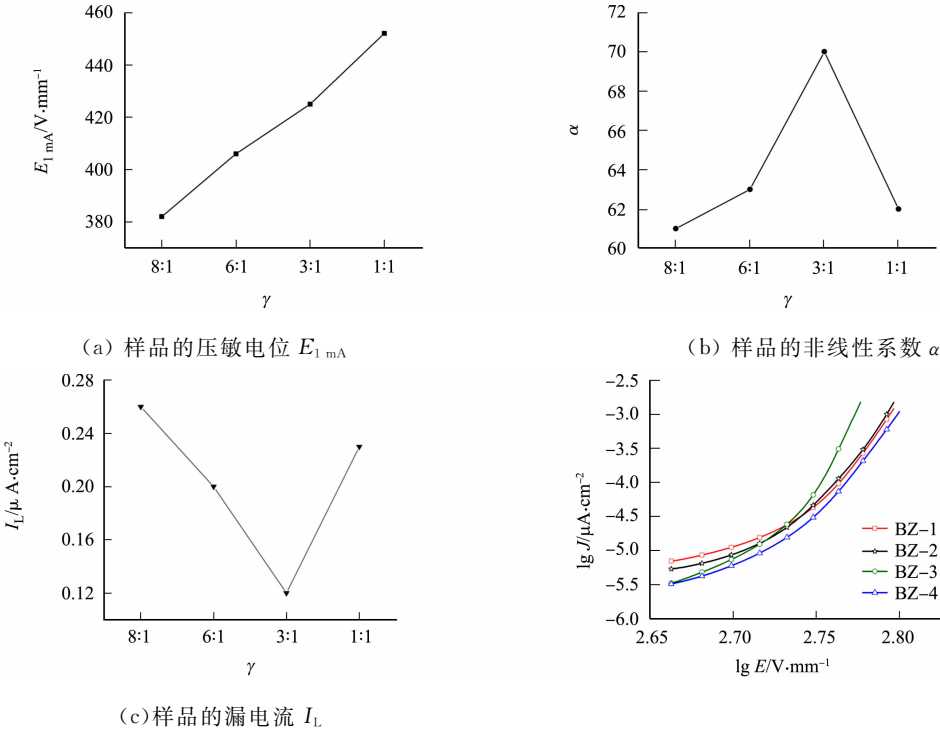 460
440
420
400
380
E1 mA/V·mm−1
8∶1 6∶1 3∶1 1∶1
γ
(a) 样品的压敏电位 E1 mA
72
70
68
66
64
62
60
α
8∶1 6∶1 3∶1 1∶1
γ
(b) 样品的非线性系数 α
0.28
0.24
0.20
0.16
0.12
IL/μ A·cm−2
8∶1 6∶1 3∶1 1∶1
γ
(c)样品的漏电流 IL
−2.5
−3.0
−3.5
−4.0
−4.5
−5.0
−5.5
−6.0
lg J/μA·cm−2
BZ−1
BZ−2
BZ−3
BZ−4
2.65 2.70 2.75 2.80
lg E/V·mm−1